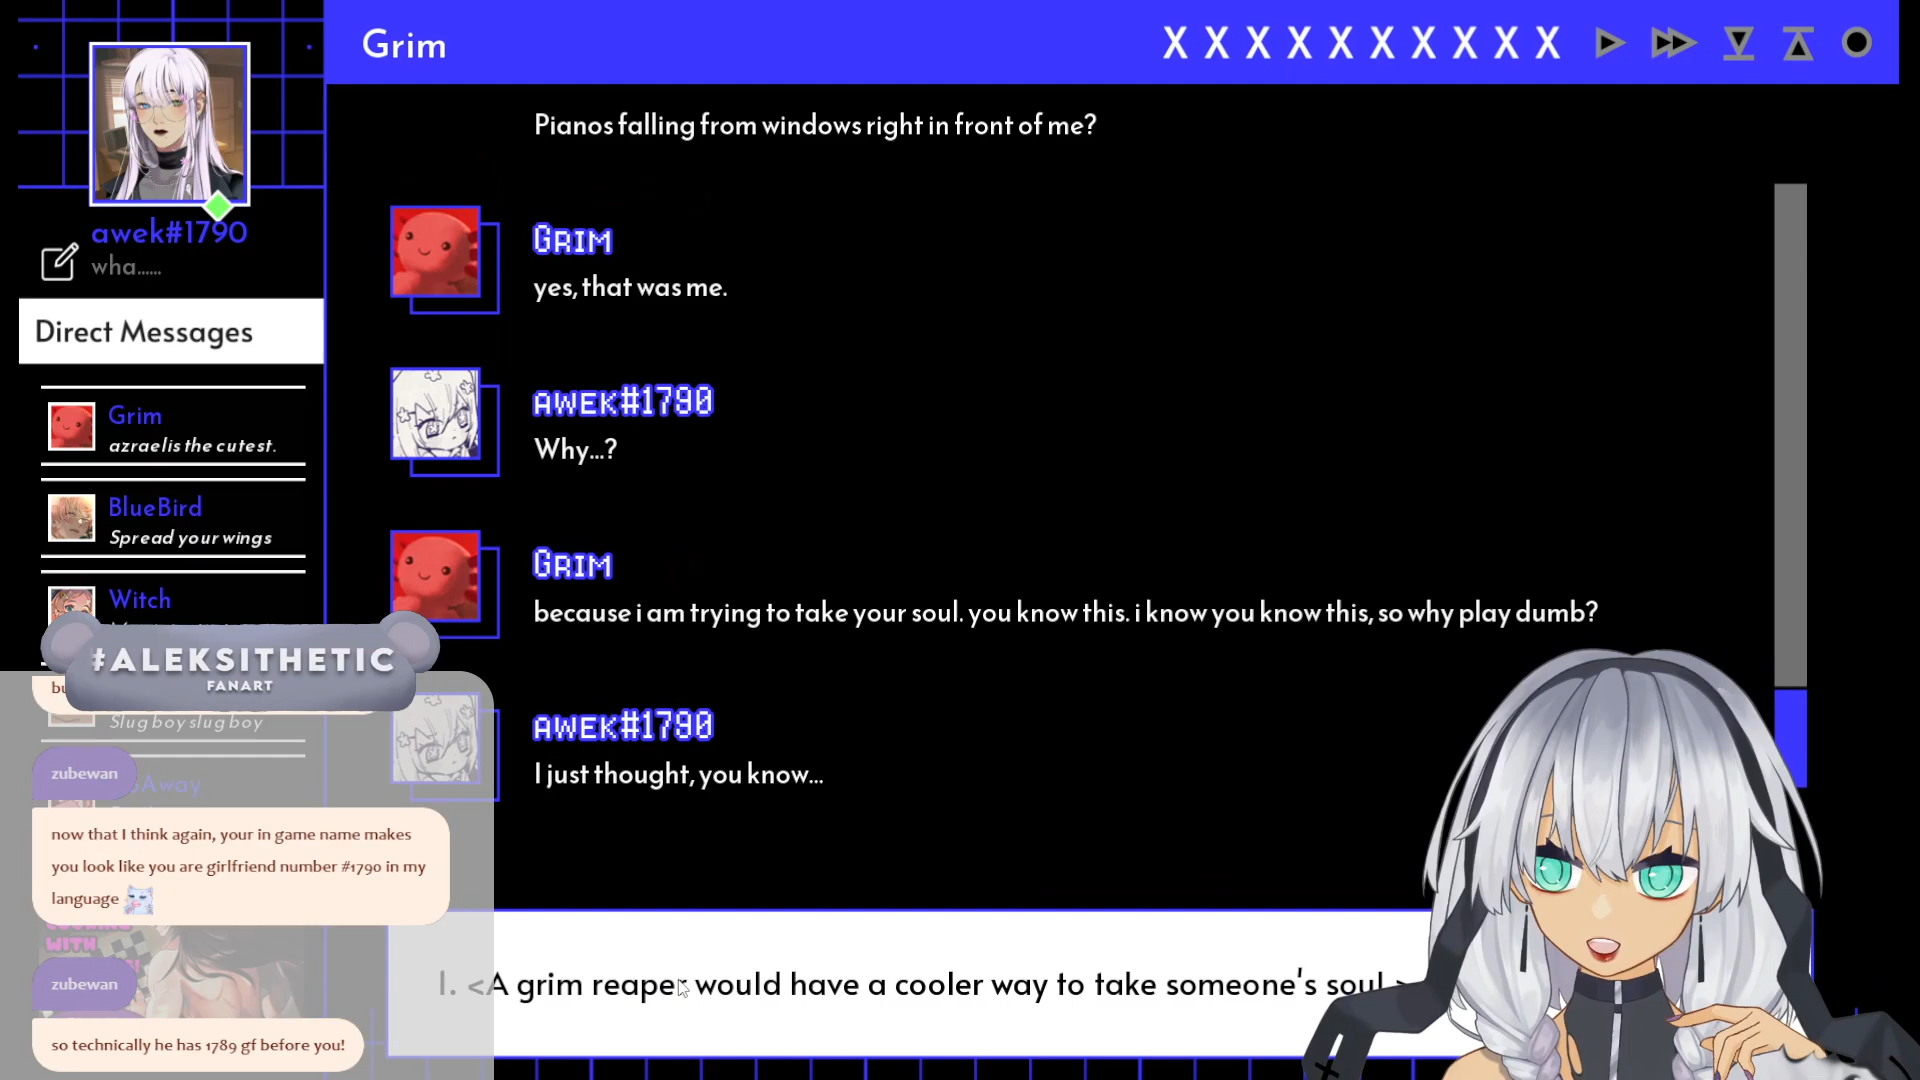 Grim
X X X X X X X X X X
awek#1790
wha......
Direct Messages
Grim
azrael is the cutest.
BlueBird
Spread your wings
Witch
#ALEKSITHETIC
FANART
bu
Slug boy slug boy
zubewan
Away
now that I think again, your in game name makes
you look like you are girlfriend number #1790 in my
language
WITH
zubewan
so technically he has 1789 gf before you!
Pianos falling from windows right in front of me?
GRIM
yes, that was me.
AWEK#1790
Why...?
GRIM
because i am trying to take your soul. you know this. i know you know this, so why play dumb?
AWEK#1790
I just thought, you know...
1. <A grim reaper would have a cooler way to take someone's soul.>